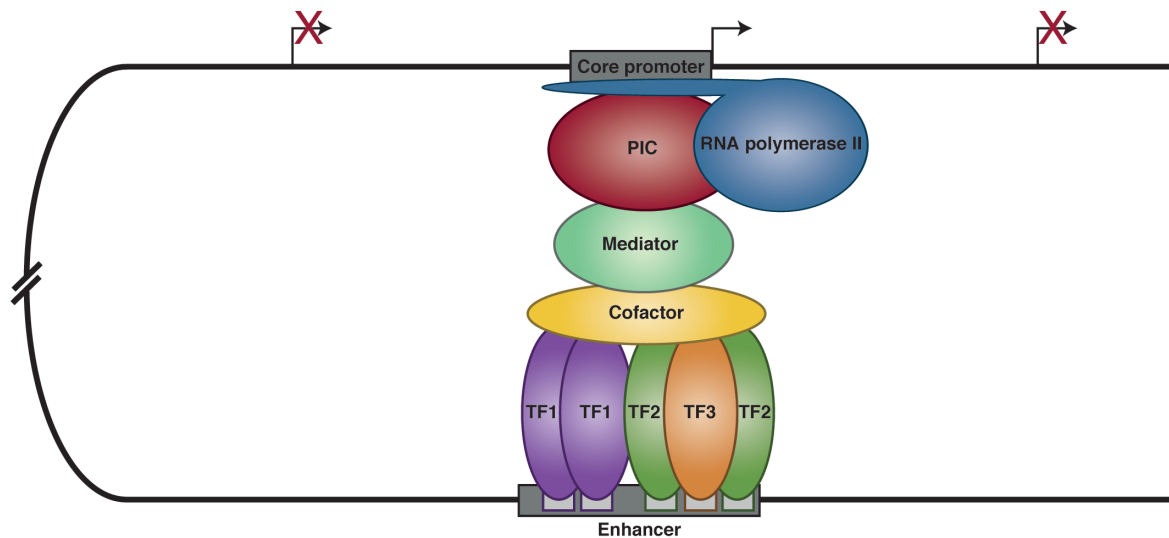 Core promoter
PIC
RNA polymerase II
Mediator
Cofactor
TF1
TF1
TF2
TF3
TF2
Enhancer